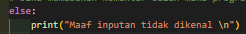 else:
print("Maaf inputan tidak dikenal \n")